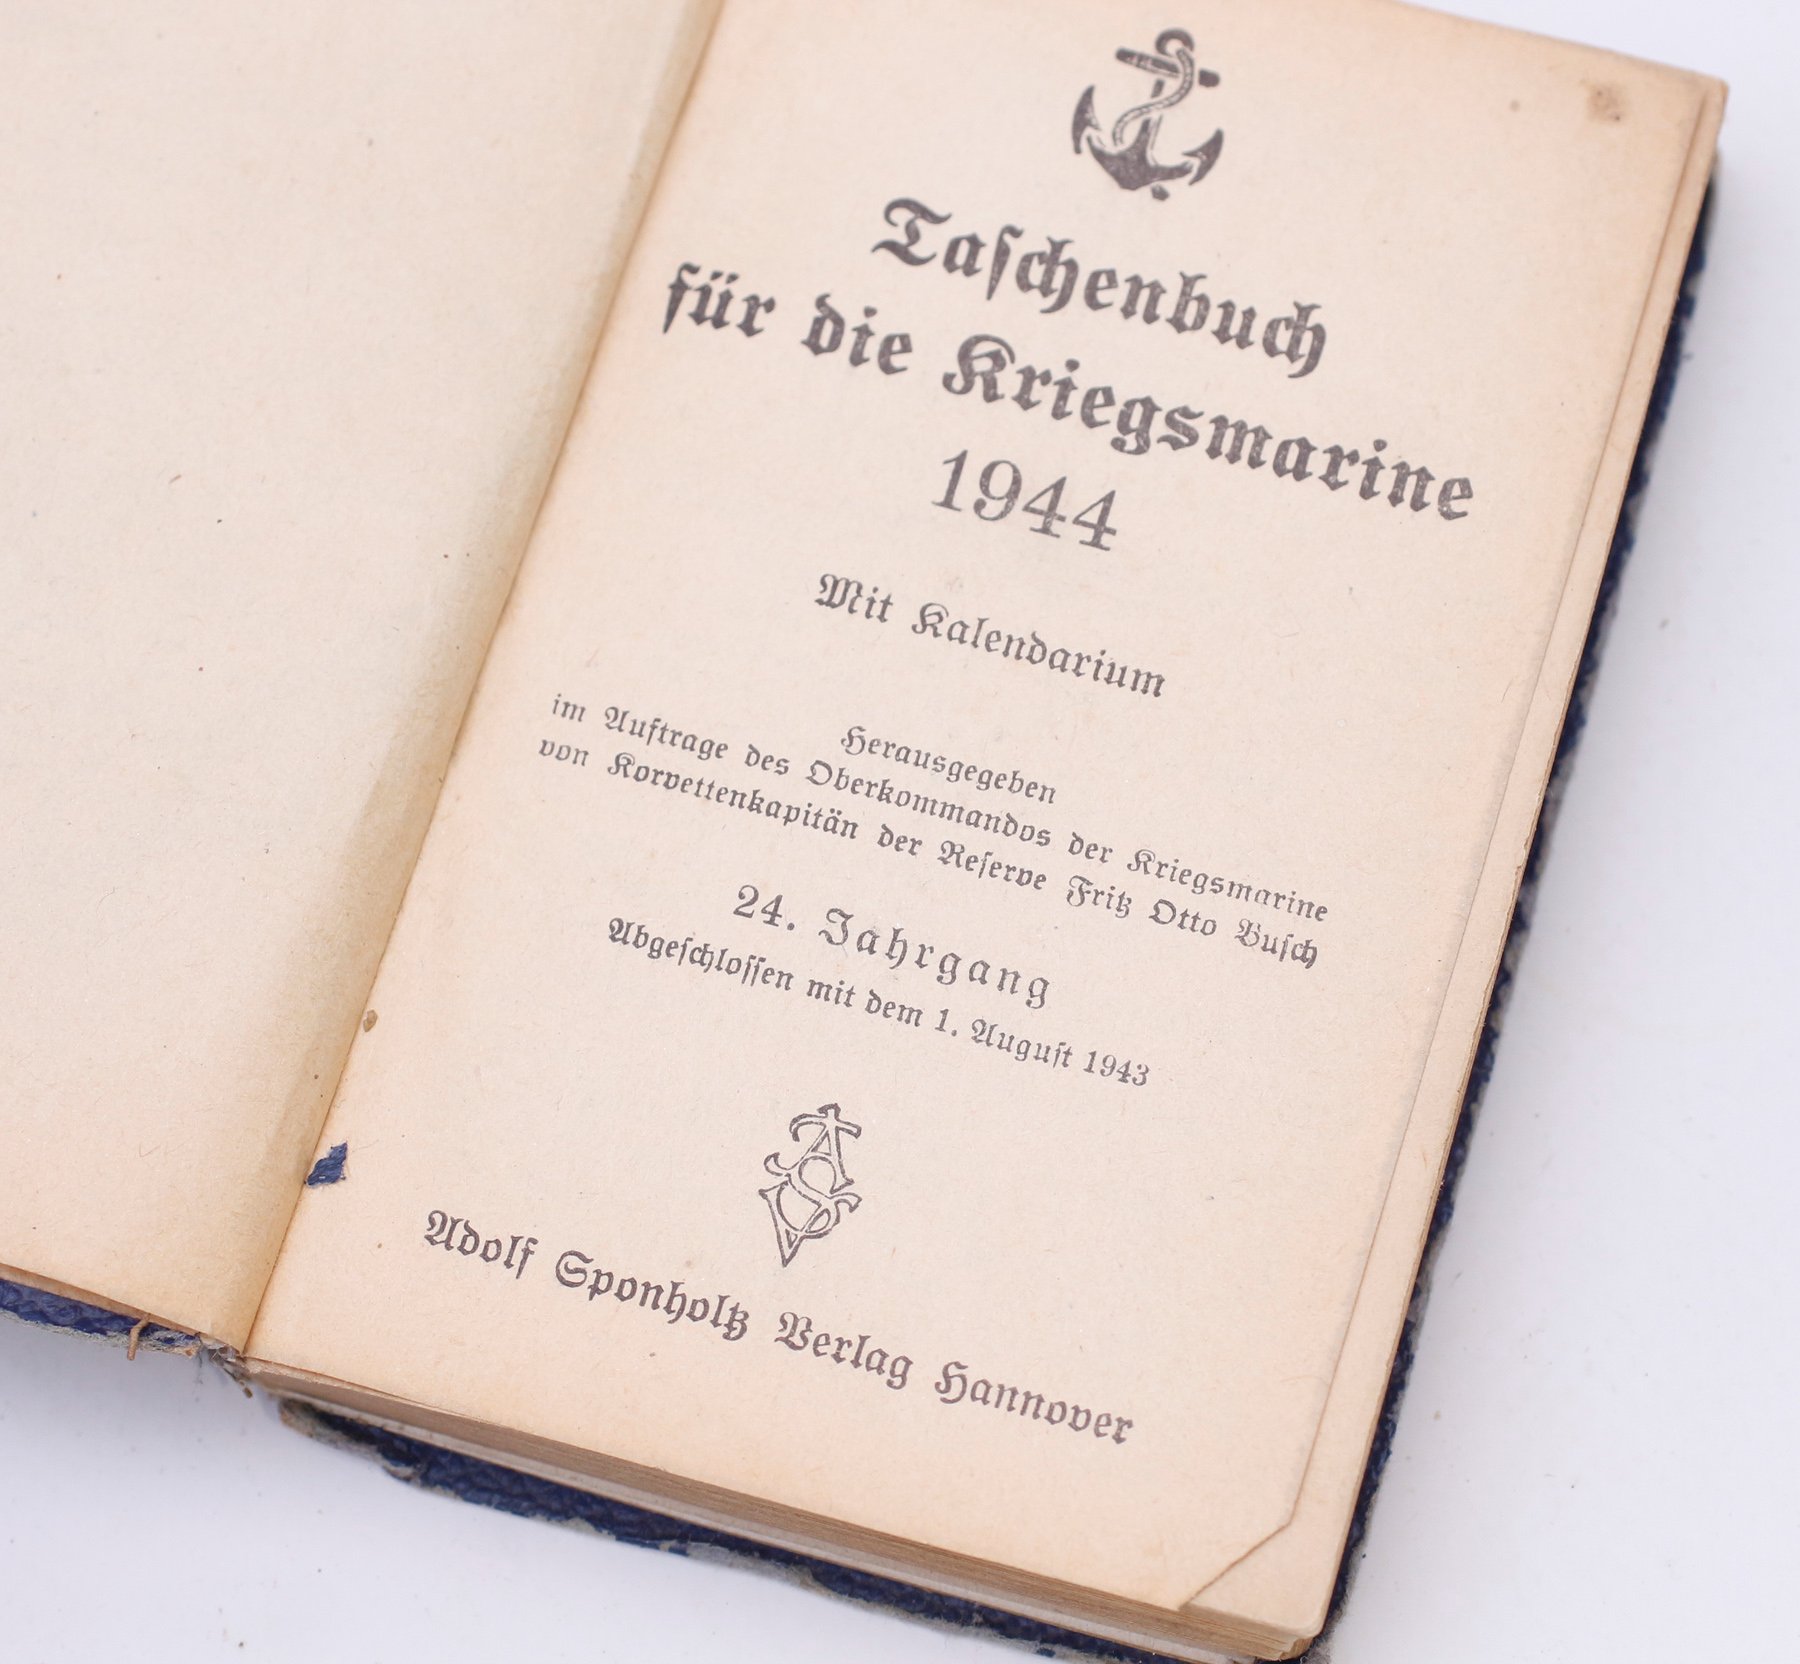 Taſchenbuch
für die Kriegsmarine
1944
Mit Kalendarium
Herausgegeben
im Auftrage des Oberkommandos der Kriegsmarine
von Korvettenkapitän der Reſerve Fritz Otto Buſch
24. Jahrgang
Abgeſchloſſen mit dem 1. Auguſt 1943
ASV
Adolf Sponholtz Verlag Hannover